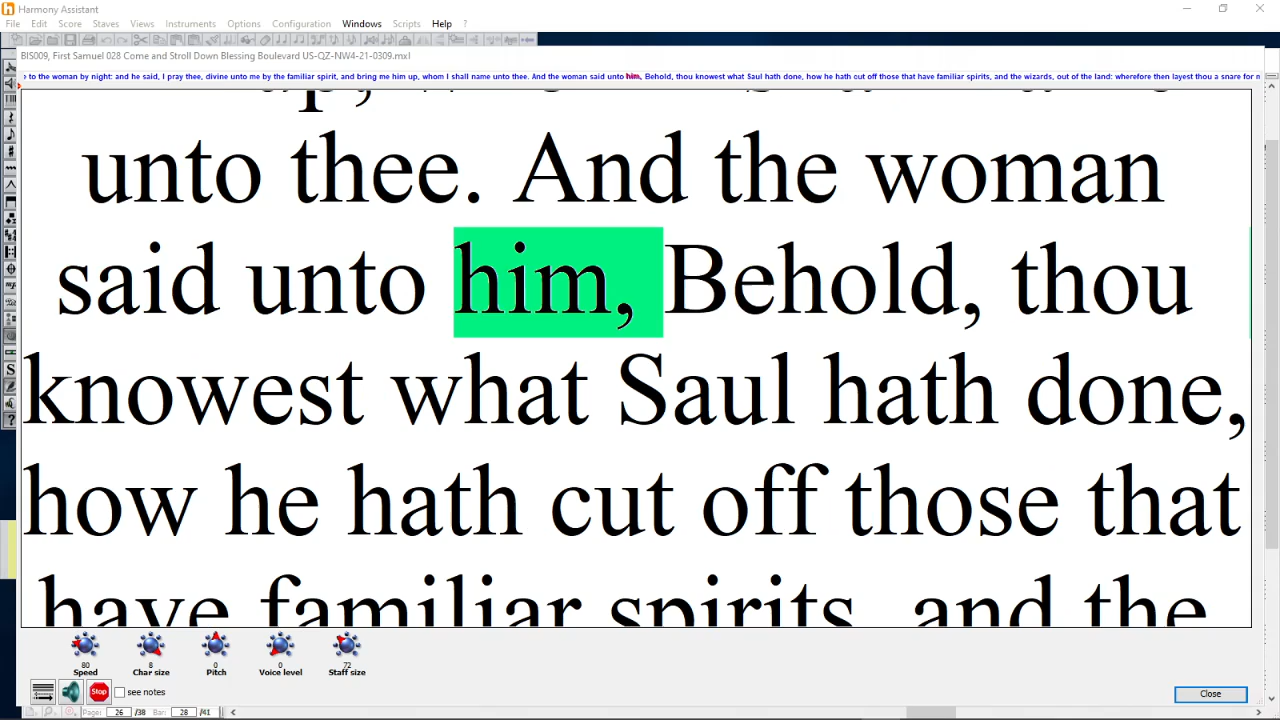 Harmony Assistant
File Edit Score Staves Views Instruments Options Configuration Windows Scripts Help ?
BIS009, First Samuel 028 Come and Stroll Down Blessing Boulevard US-QZ-NW4-21-0309.mxl
to the woman by night: and he said, I pray thee, divine unto me by the familiar spirit, and bring me him up, whom I shall name unto thee. And the woman said unto him, Behold, thou knowest what Saul hath done, how he hath cut off those that have familiar spirits, and the wizards, out of the land: wherefore then layest thou a snare for
unto thee. And the woman
said unto him, Behold, thou
knowest what Saul hath done,
how he hath cut off those that
have familiar spirits, and the
80 8 0 0 72
Speed Char size Pitch Voice level Staff size
Stop see notes Close
Page: 26 /38 Bar: 28 /41